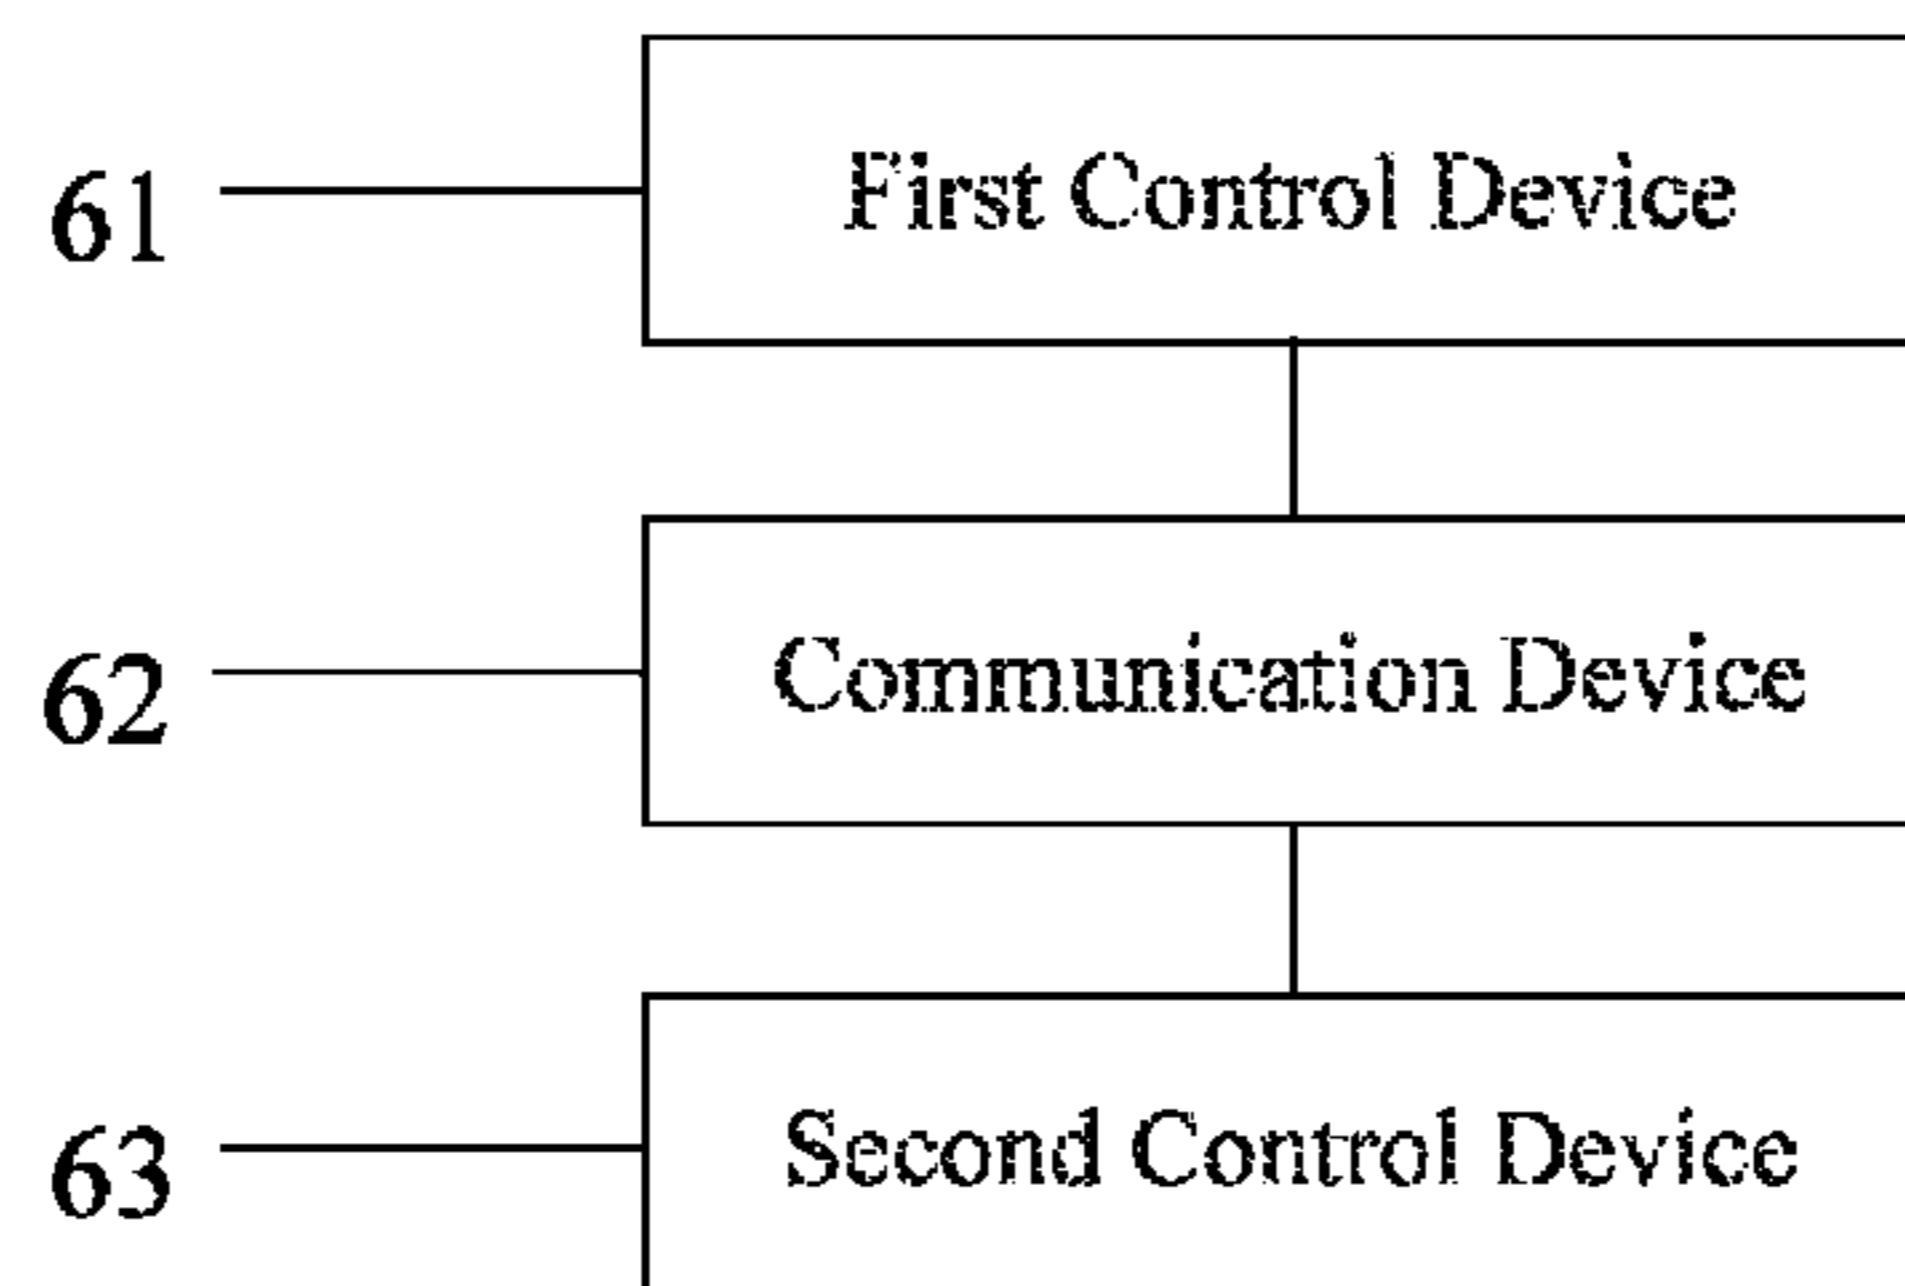 61 First Control Device
62 Communication Device
63 Second Control Device